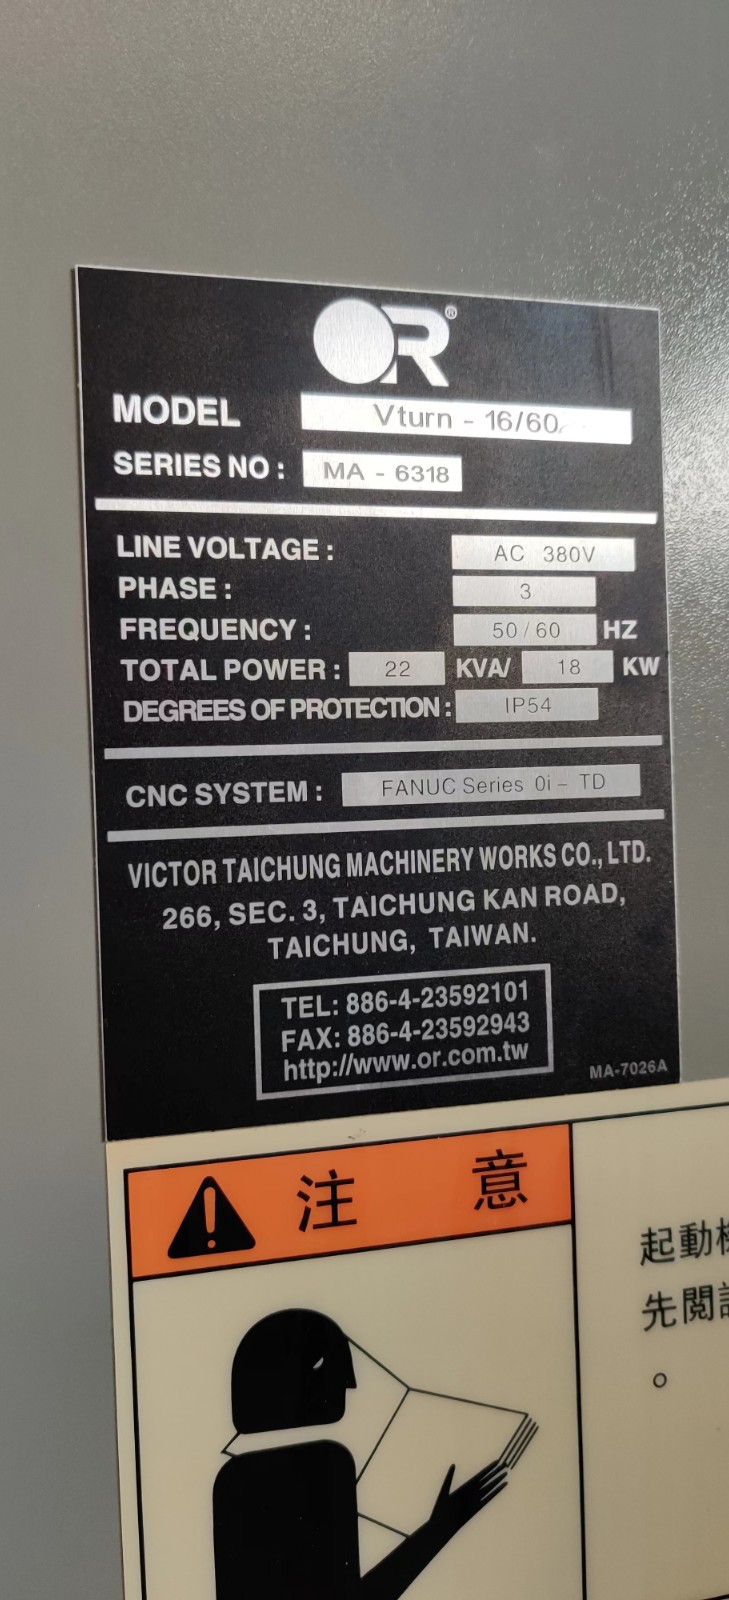 OR®
MODEL Vturn - 16/60
SERIES NO : MA - 6318
LINE VOLTAGE : AC 380V
PHASE : 3
FREQUENCY : 50 / 60 HZ
TOTAL POWER : 22 KVA/ 18 KW
DEGREES OF PROTECTION : IP54
CNC SYSTEM : FANUC Series 0i – TD
VICTOR TAICHUNG MACHINERY WORKS CO., LTD.
266, SEC. 3, TAICHUNG KAN ROAD,
TAICHUNG, TAIWAN.
TEL: 886-4-23592101
FAX: 886-4-23592943
http://www.or.com.tw
MA-7026A
注 意
起動
先閱
。